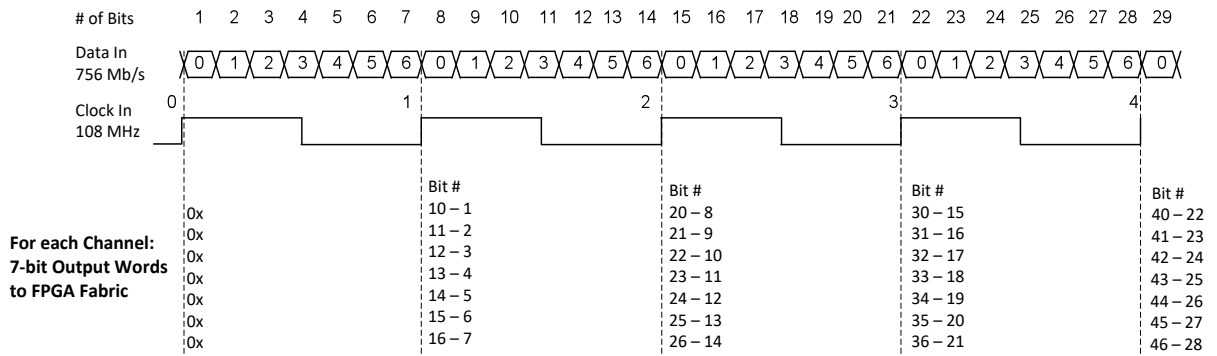 # of Bits 1 2 3 4 5 6 7 8 9 10 11 12 13 14 15 16 17 18 19 20 21 22 23 24 25 26 27 28 29
Data In
756 Mb/s
0 1 2 3 4 5 6 0 1 2 3 4 5 6 0 1 2 3 4 5 6 0 1 2 3 4 5 6 0
0 1 2 3 4
Clock In
108 MHz
For each Channel:
7-bit Output Words
to FPGA Fabric
0x
0x
0x
0x
0x
0x
0x
Bit #
10 – 1
11 – 2
12 – 3
13 – 4
14 – 5
15 – 6
16 – 7
Bit #
20 – 8
21 – 9
22 – 10
23 – 11
24 – 12
25 – 13
26 – 14
Bit #
30 – 15
31 – 16
32 – 17
33 – 18
34 – 19
35 – 20
36 – 21
Bit #
40 – 22
41 – 23
42 – 24
43 – 25
44 – 26
45 – 27
46 – 28